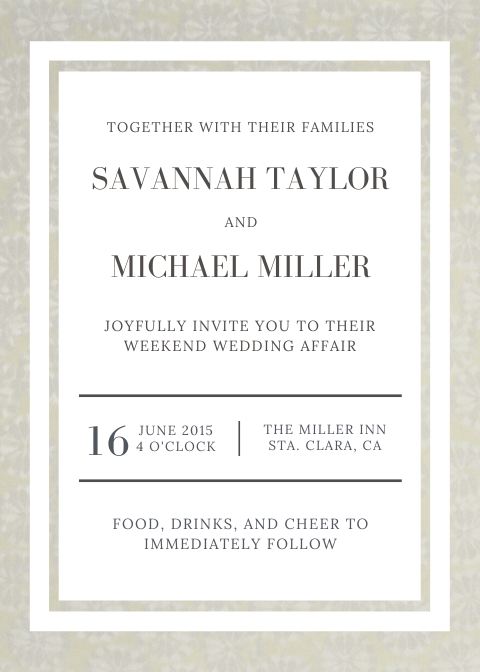 TOGETHER WITH THEIR FAMILIES
SAVANNAH TAYLOR
AND
MICHAEL MILLER
JOYFULLY INVITE YOU TO THEIR
WEEKEND WEDDING AFFAIR
16 JUNE 2015
4 O'CLOCK
THE MILLER INN
STA. CLARA, CA
FOOD, DRINKS, AND CHEER TO
IMMEDIATELY FOLLOW